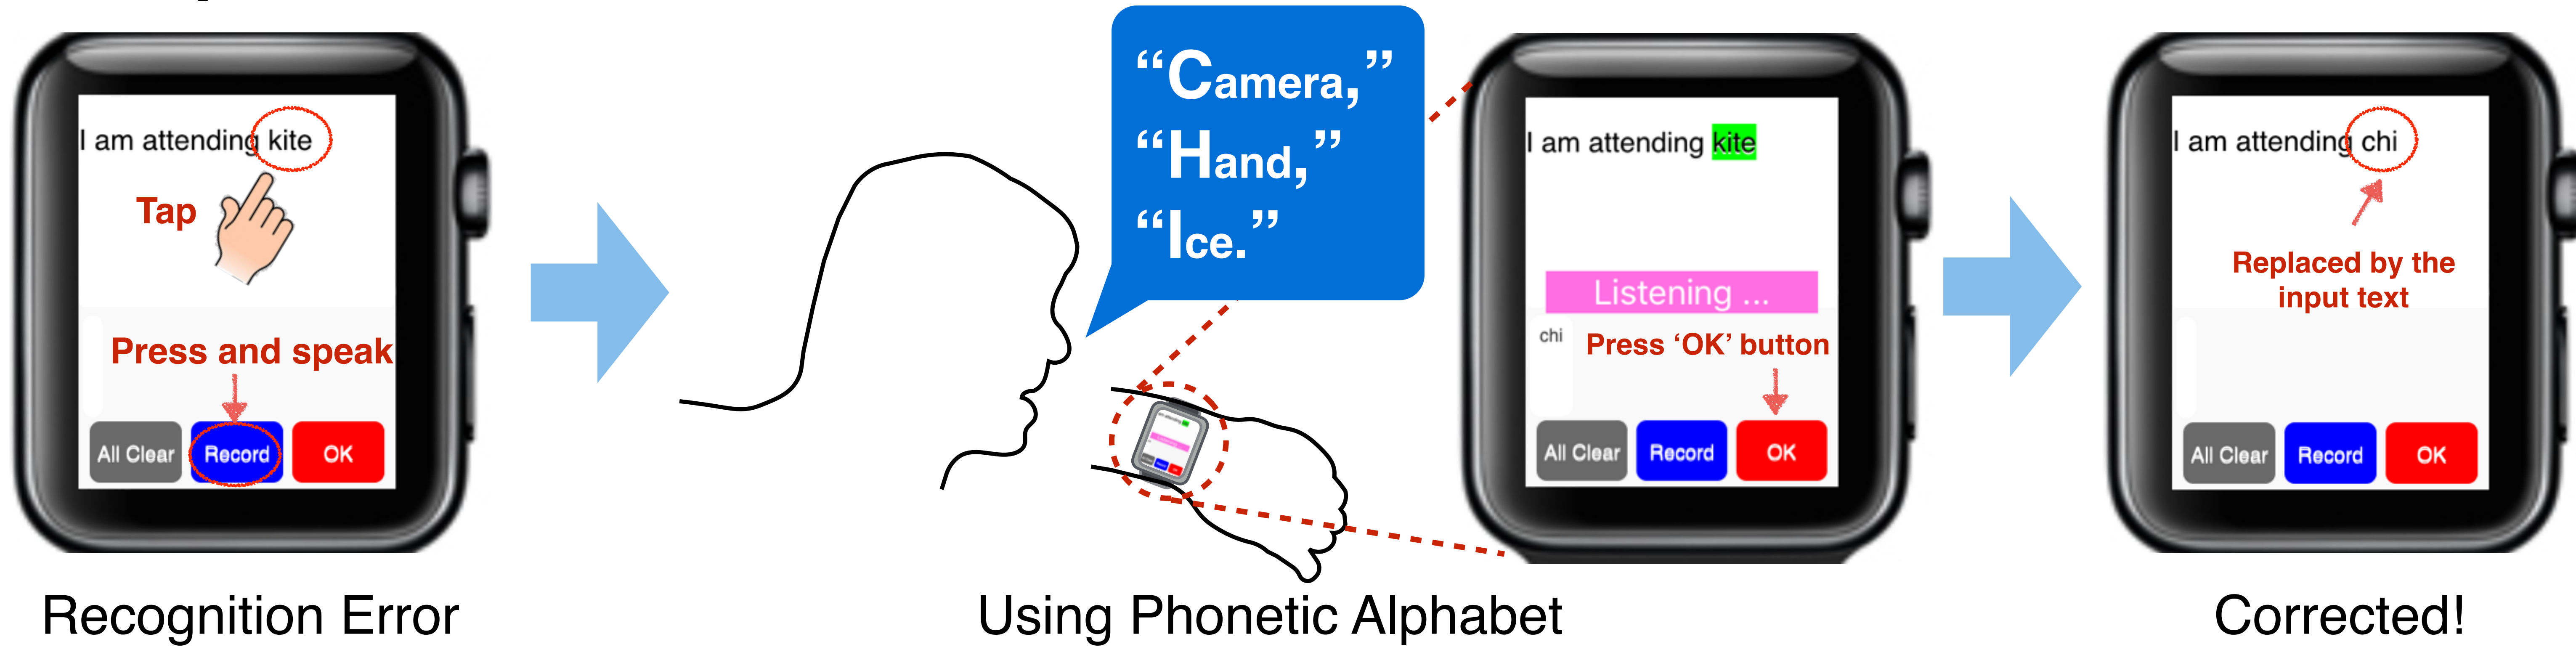 I am attending kite
Tap
Press and speak
All Clear
Record
OK
Recognition Error
“Camera,”
“Hand,”
“Ice.”
I am attending kite
Listening ...
chi
Press ‘OK’ button
All Clear
Record
OK
Using Phonetic Alphabet
I am attending chi
Replaced by the
input text
All Clear
Record
OK
Corrected!